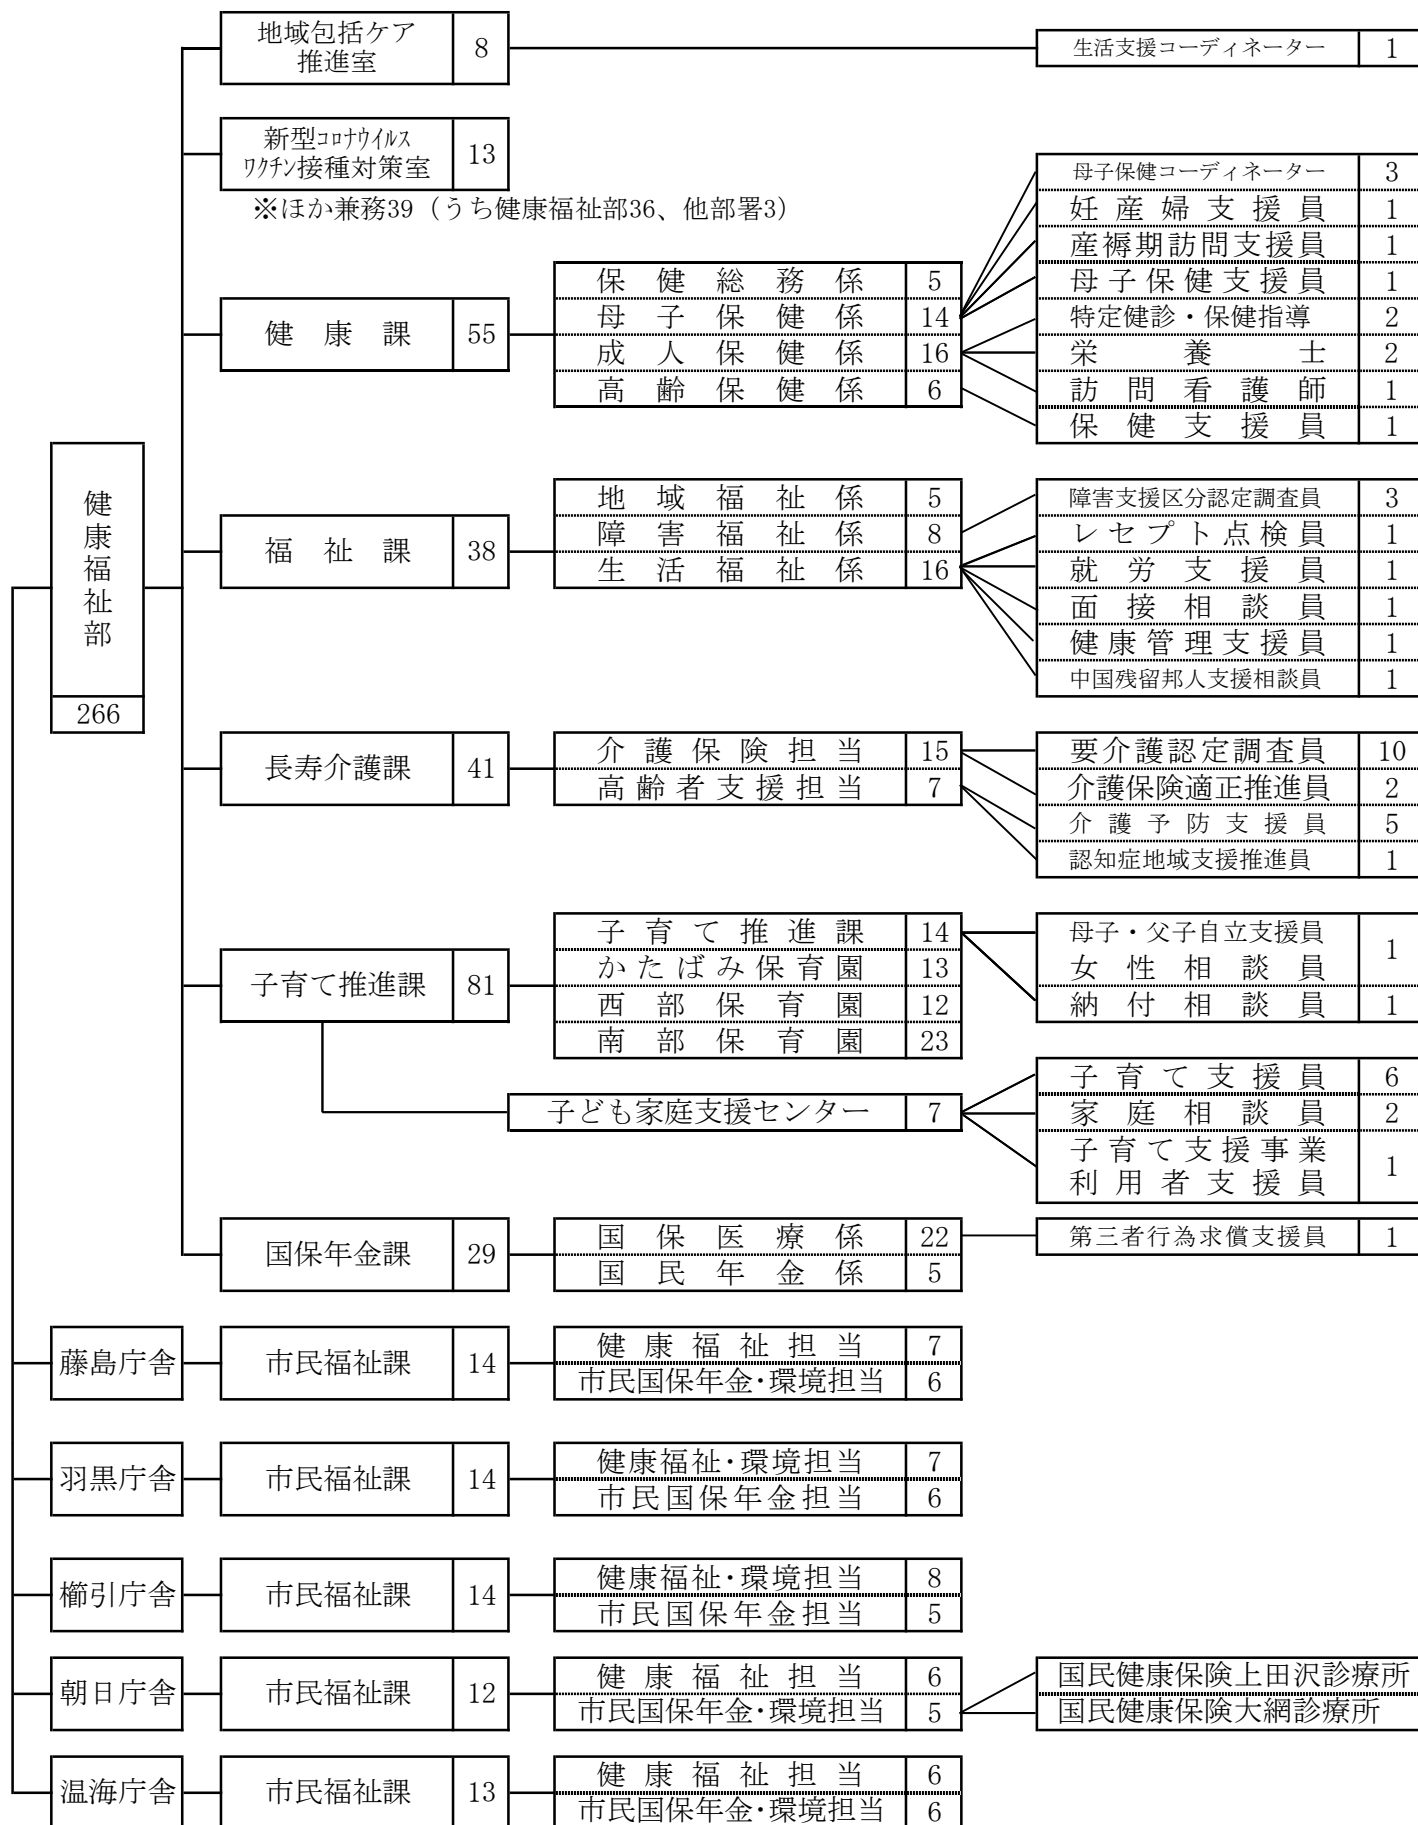 地域包括ケア
推進室
8
生活支援コーディネーター 1
新型コロナウイルス
ワクチン接種対策室
13
※ほか兼務39（うち健康福祉部36、他部署3）
健康課 55
保健総務係 5
母子保健係 14
成人保健係 16
高齢保健係 6
母子保健コーディネーター 3
妊産婦支援員 1
産褥期訪問支援員 1
母子保健支援員 1
特定健診・保健指導 2
栄養士 2
訪問看護師 1
保健支援員 1
健康福祉部
266
福祉課 38
地域福祉係 5
障害福祉係 8
生活福祉係 16
障害支援区分認定調査員 3
レセプト点検員 1
就労支援員 1
面接相談員 1
健康管理支援員 1
中国残留邦人支援相談員 1
長寿介護課 41
介護保険担当 15
高齢者支援担当 7
要介護認定調査員 10
介護保険適正推進員 2
介護予防支援員 5
認知症地域支援推進員 1
子育て推進課 81
子育て推進課 14
かたばみ保育園 13
西部保育園 12
南部保育園 23
母子・父子自立支援員
女性相談員
1
納付相談員 1
子ども家庭支援センター 7
子育て支援員 6
家庭相談員 2
子育て支援事業
利用者支援員
1
国保年金課 29
国保医療係 22
国民年金係 5
第三者行為求償支援員 1
藤島庁舎
市民福祉課 14
健康福祉担当 7
市民国保年金・環境担当 6
羽黒庁舎
市民福祉課 14
健康福祉・環境担当 7
市民国保年金担当 6
櫛引庁舎
市民福祉課 14
健康福祉・環境担当 8
市民国保年金担当 5
朝日庁舎
市民福祉課 12
健康福祉担当 6
市民国保年金・環境担当 5
国民健康保険上田沢診療所
国民健康保険大網診療所
温海庁舎
市民福祉課 13
健康福祉担当 6
市民国保年金・環境担当 6